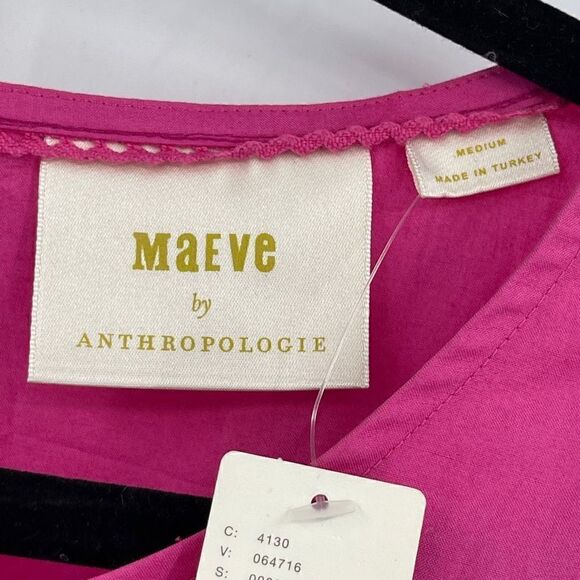 MaEVe
by
ANTHROPOLOGIE
MEDIUM
MADE IN TURKEY
C: 4130
V: 064716
S: